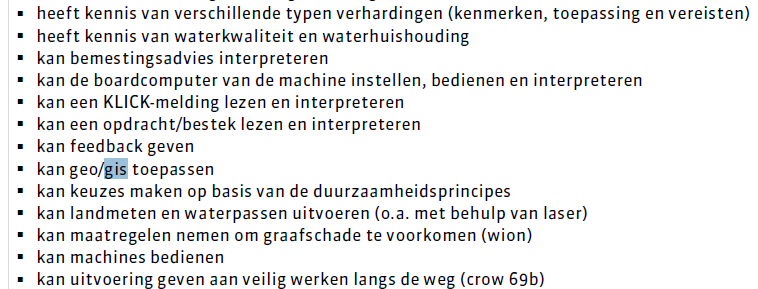 ▪ heeft kennis van verschillende typen verhardingen (kenmerken, toepassing en vereisten)
▪ heeft kennis van waterkwaliteit en waterhuishouding
▪ kan bemestingsadvies interpreteren
▪ kan de boardcomputer van de machine instellen, bedienen en interpreteren
▪ kan een KLICK-melding lezen en interpreteren
▪ kan een opdracht/bestek lezen en interpreteren
▪ kan feedback geven
▪ kan geo/gis toepassen
▪ kan keuzes maken op basis van de duurzaamheidsprincipes
▪ kan landmeten en waterpassen uitvoeren (o.a. met behulp van laser)
▪ kan maatregelen nemen om graafschade te voorkomen (wion)
▪ kan machines bedienen
▪ kan uitvoering geven aan veilig werken langs de weg (crow 69b)